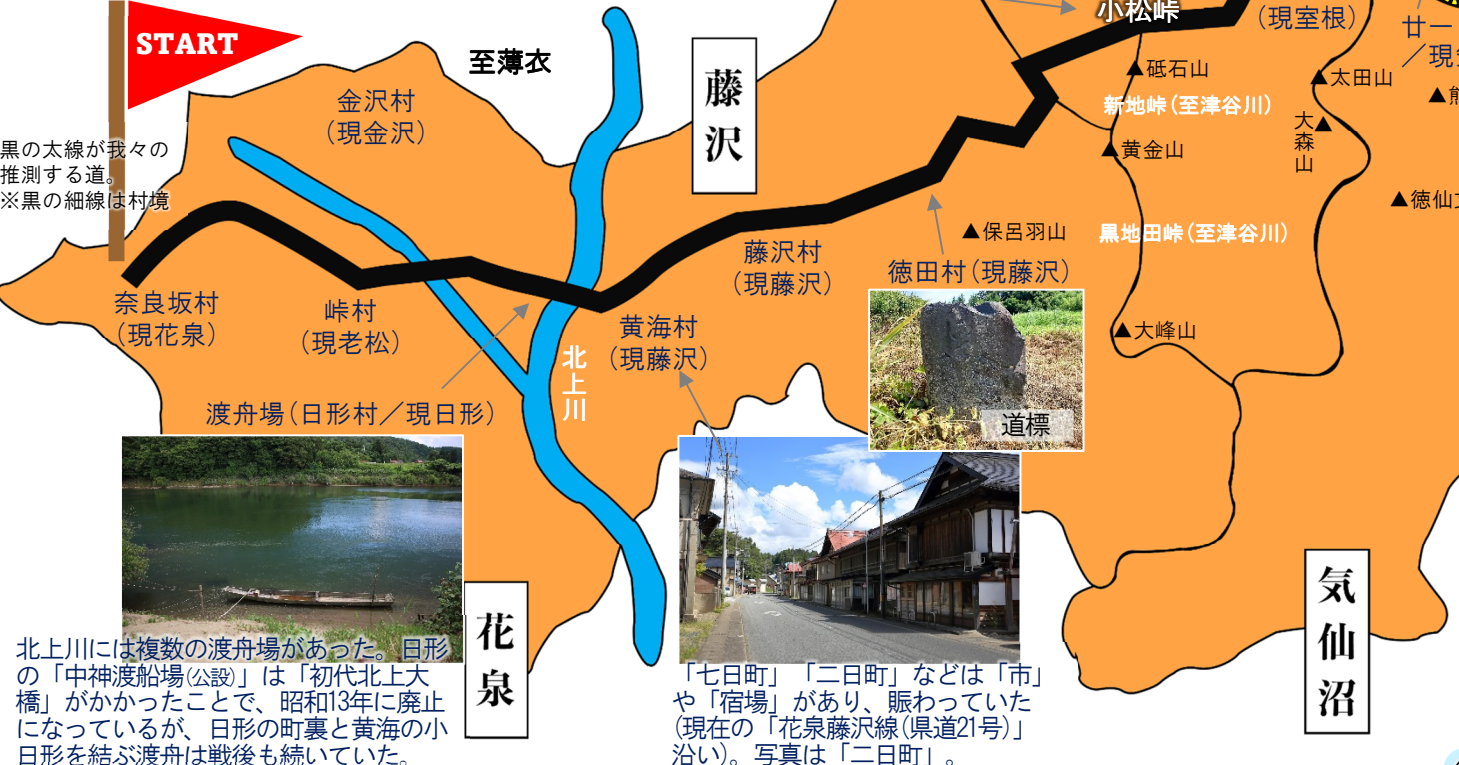 START
至薄衣
藤沢
小松峠
(現室根)
廿一
／現
▲砥石山
▲太田山
新地峠(至津谷川)
大森山▲
▲黄金山
▲徳仙
金沢村
(現金沢)
黒の太線が我々の
推測する道。
※黒の細線は村境
▲保呂羽山
黒地田峠(至津谷川)
藤沢村
(現藤沢)
徳田村(現藤沢)
奈良坂村
(現花泉)
峠村
(現老松)
黄海村
(現藤沢)
▲大峰山
北上川
渡舟場(日形村／現日形)
道標
花泉
気仙沼
北上川には複数の渡舟場があった。日形
の「中神渡船場(公設)」は「初代北上大
橋」がかかったことで、昭和13年に廃止
になっているが、日形の町裏と黄海の小
日形を結ぶ渡舟は戦後も続いていた。
「七日町」「二日町」などは「市」
や「宿場」があり、賑わっていた
(現在の「花泉藤沢線(県道21号)」
沿い)。写真は「二日町」。